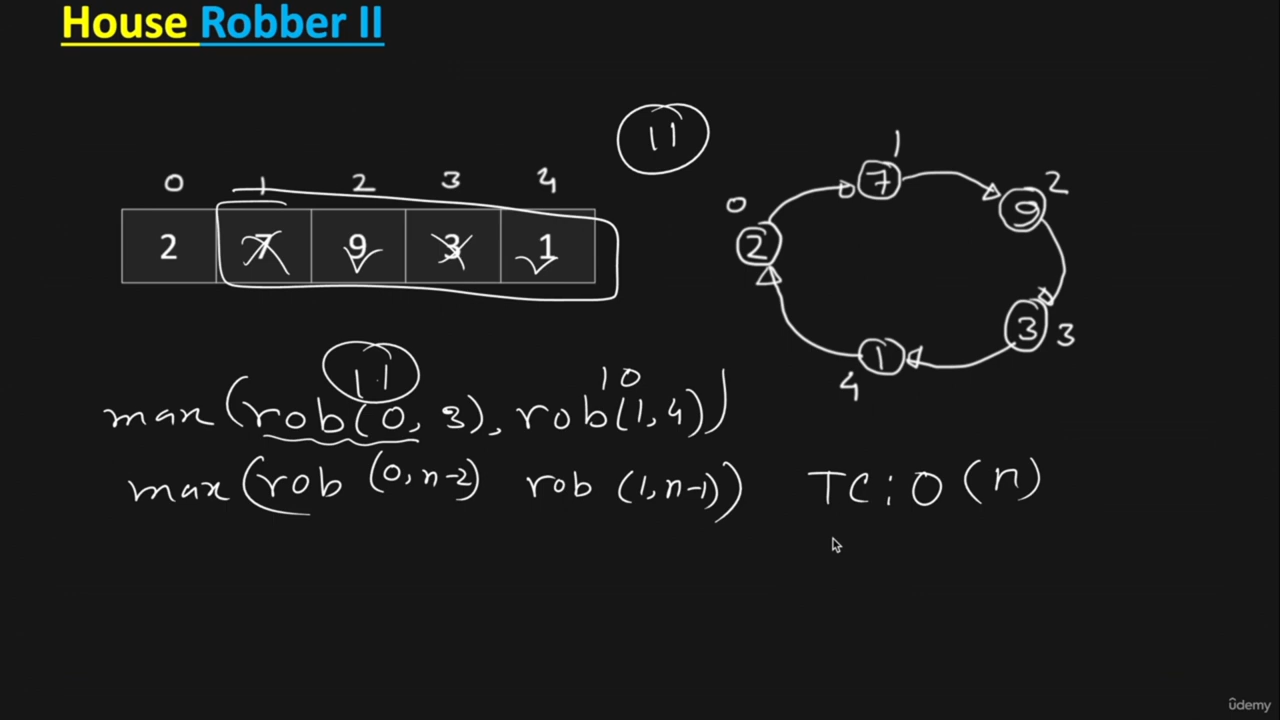 House Robber II
11
0 1 2 3 4
2 7 9 3 1
1
7
2
9
0
2
3
3
1
4
11
10
max(rob(0, 3), rob(1,4))
max(rob (0,n-2) rob (1,n-1)) TC: O(n)
ûdemy